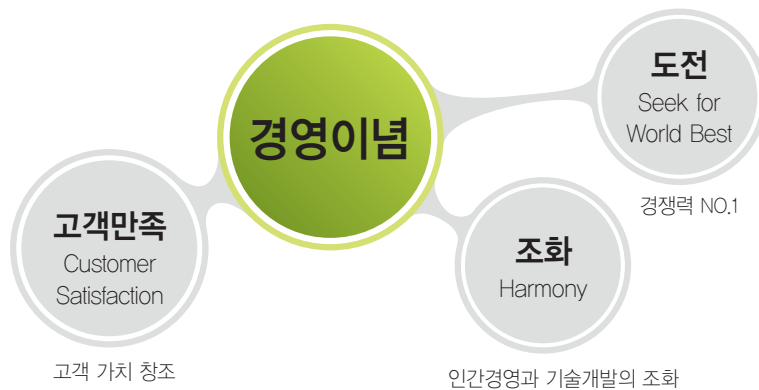 경영이념
고객만족
Customer
Satisfaction
고객 가치 창조
조화
Harmony
인간경영과 기술개발의 조화
도전
Seek for
World Best
경쟁력 NO.1